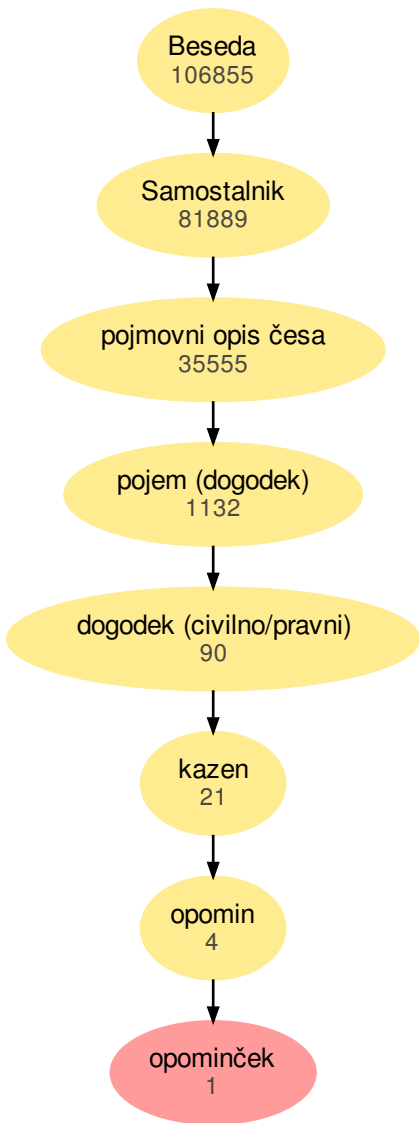 Beseda
106855
Samostalnik
81889
pojmovni opis česa
35555
pojem (dogodek)
1132
dogodek (civilno/pravni)
90
kazen
21
opomin
4
opominček
1